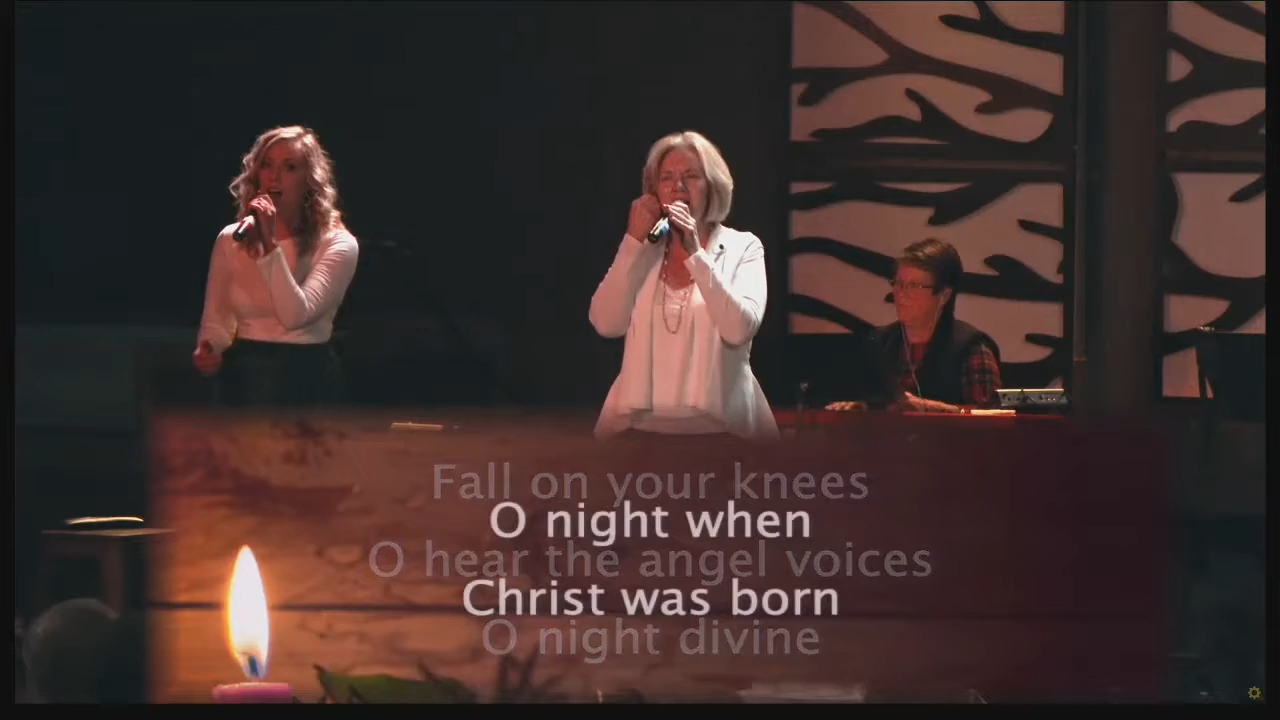 Fall on your knees
O night when
O hear the angel voices
Christ was born
O night divine